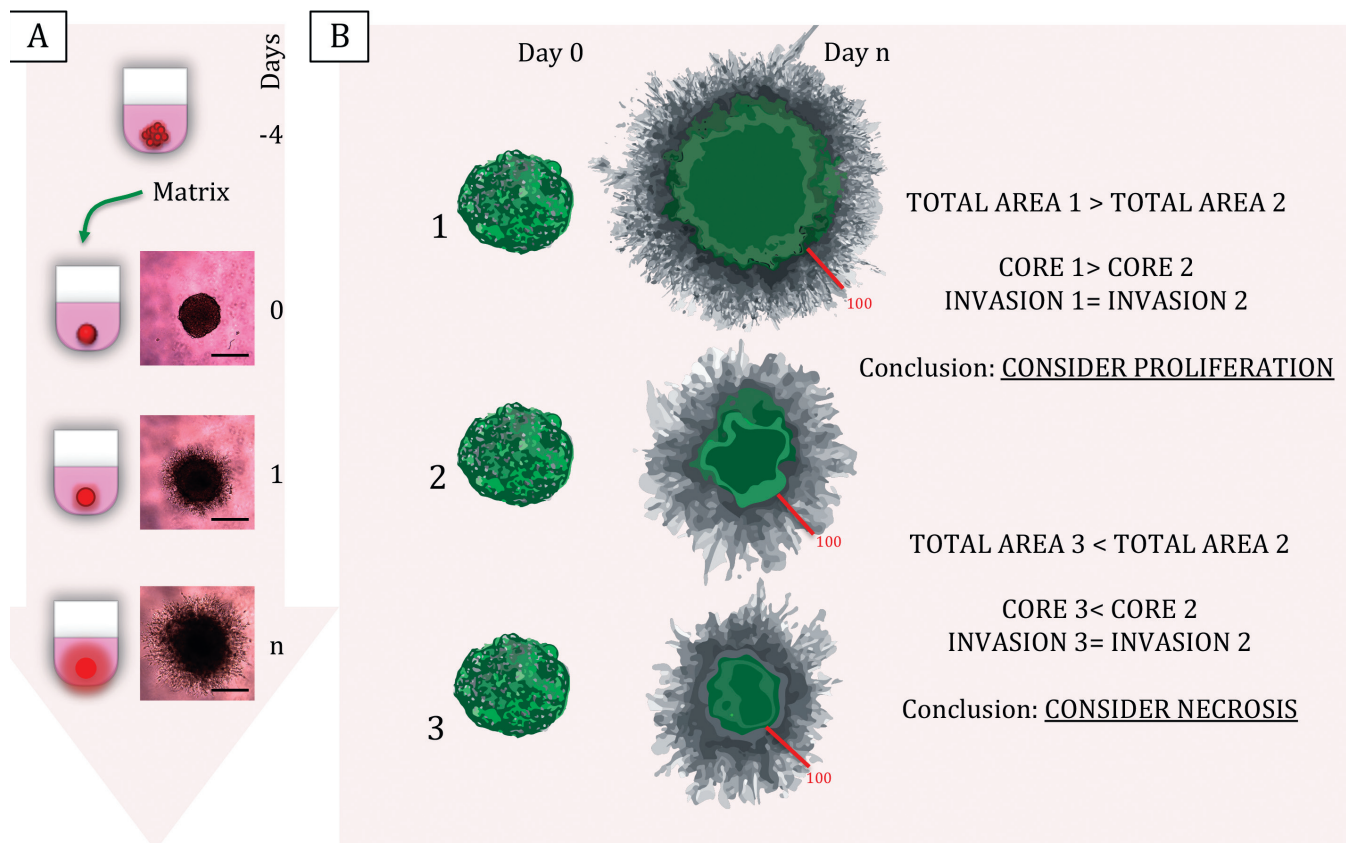 A
Days
-4
Matrix
0
1
n
B
Day 0
Day n
1
100
TOTAL AREA 1 > TOTAL AREA 2
CORE 1> CORE 2
INVASION 1= INVASION 2
Conclusion: CONSIDER PROLIFERATION
2
100
TOTAL AREA 3 < TOTAL AREA 2
CORE 3< CORE 2
INVASION 3= INVASION 2
Conclusion: CONSIDER NECROSIS
3
100